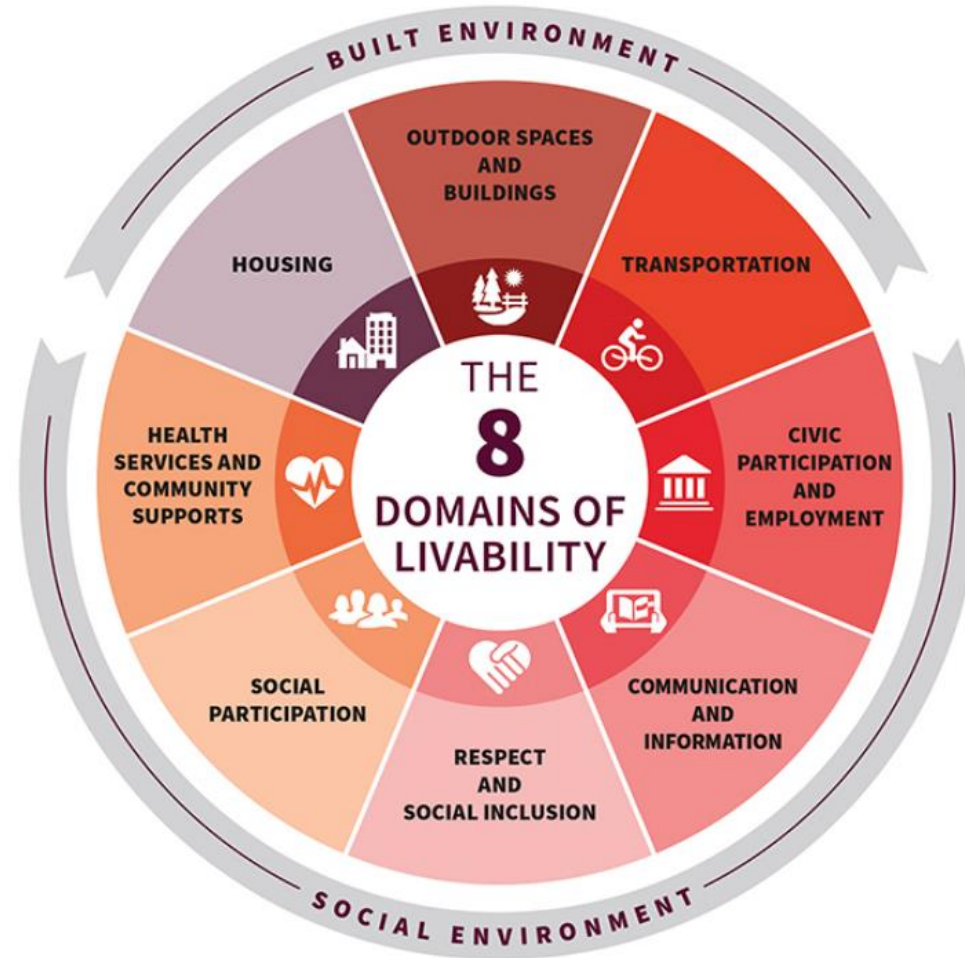 BUILT ENVIRONMENT
OUTDOOR SPACES
AND
BUILDINGS
TRANSPORTATION
CIVIC
PARTICIPATION
AND
EMPLOYMENT
COMMUNICATION
AND
INFORMATION
RESPECT
AND
SOCIAL INCLUSION
SOCIAL
PARTICIPATION
HEALTH
SERVICES AND
COMMUNITY
SUPPORTS
HOUSING
THE
8
DOMAINS OF
LIVABILITY
SOCIAL ENVIRONMENT